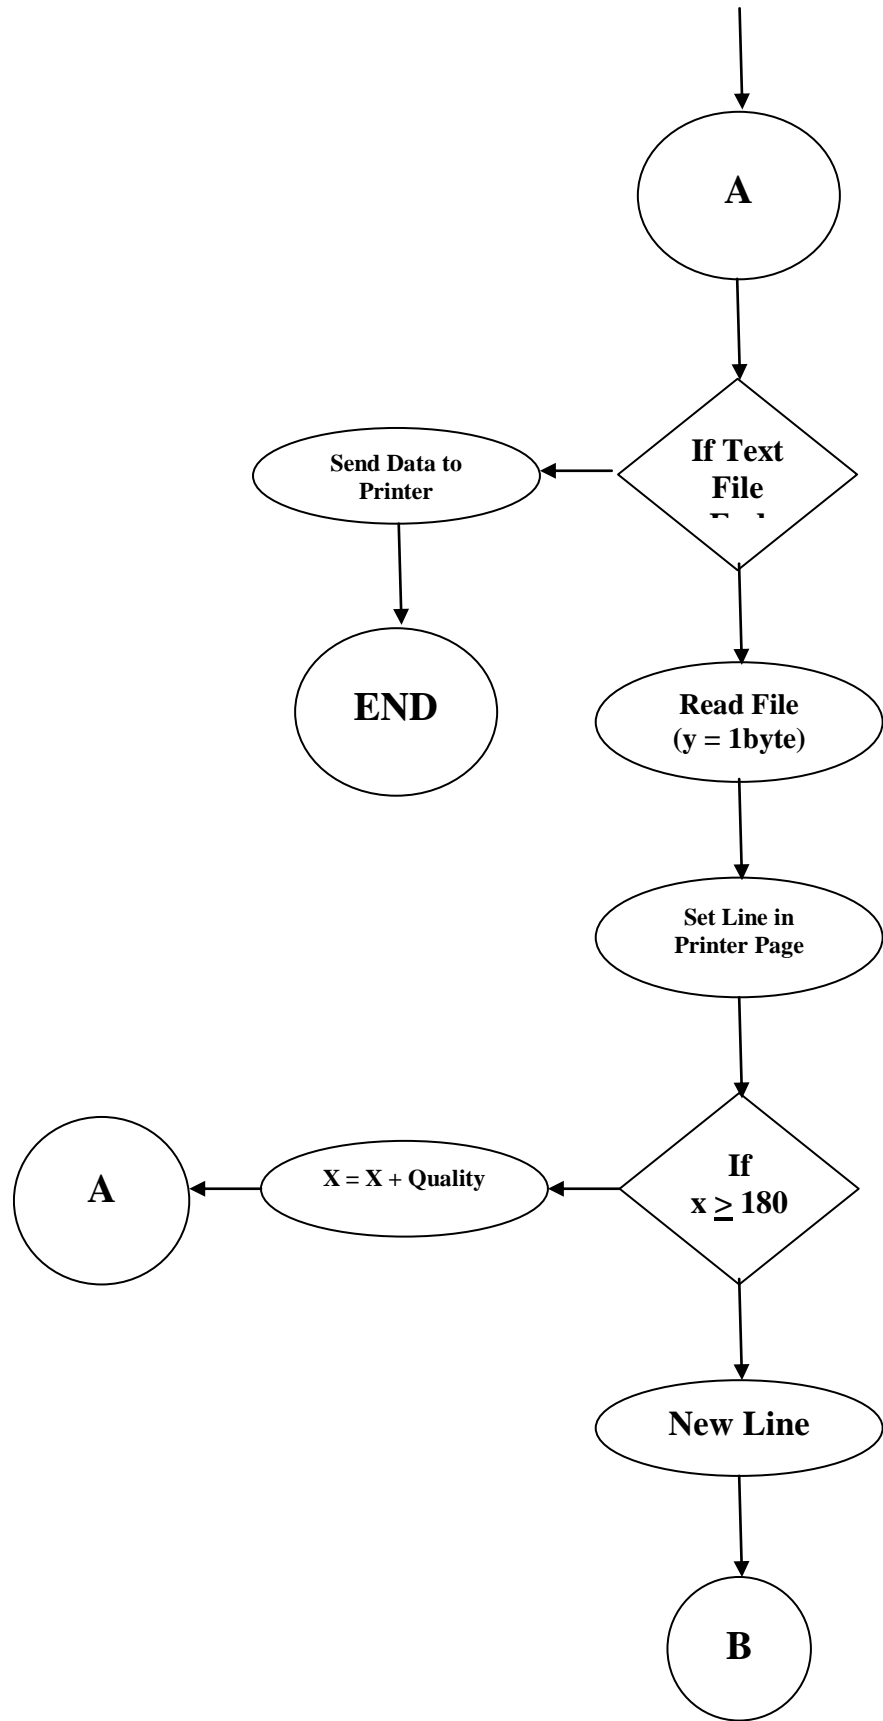 A
If Text
File
Send Data to
Printer
END
Read File
(y = 1byte)
Set Line in
Printer Page
If
x ≥ 180
X = X + Quality
A
New Line
B